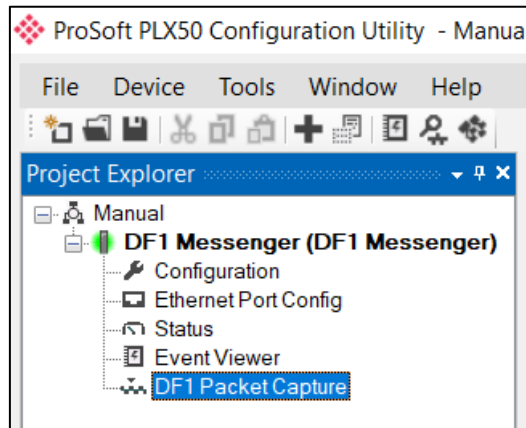 ProSoft PLX50 Configuration Utility - Manua
File Device Tools Window Help
Project Explorer
Manual
DF1 Messenger (DF1 Messenger)
Configuration
Ethernet Port Config
Status
Event Viewer
DF1 Packet Capture